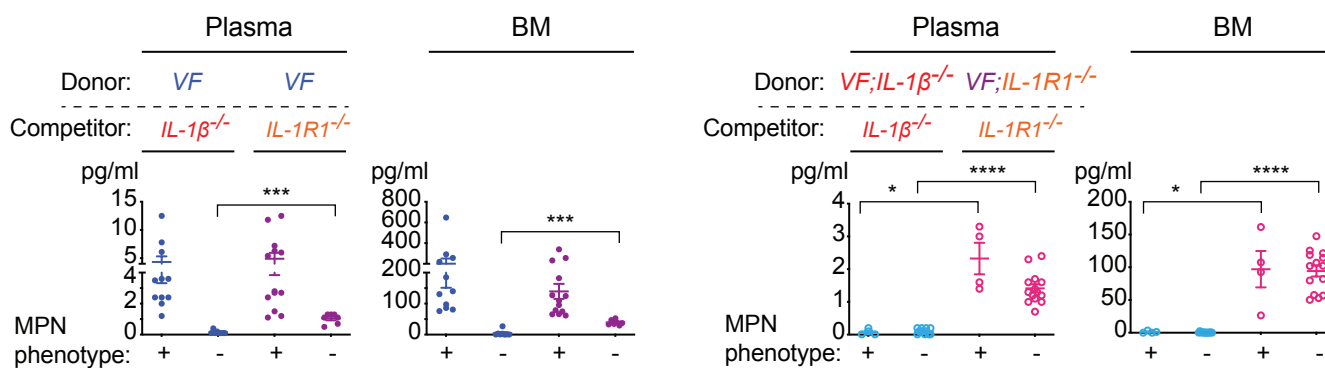 Plasma BM Plasma BM
Donor: VF VF Donor: VF;IL-1β-/- VF;IL-1R1-/-
Competitor: IL-1β-/- IL-1R1-/- Competitor: IL-1β-/- IL-1R1-/-
pg/ml pg/ml pg/ml pg/ml
15 10 5 4 2 0
***
800 600 400 200 200 100 0
***
4 3 2 1 0
* ****
200 150 100 50 0
* ****
MPN phenotype: + - + - + - + -
MPN phenotype: + - + - + - + -